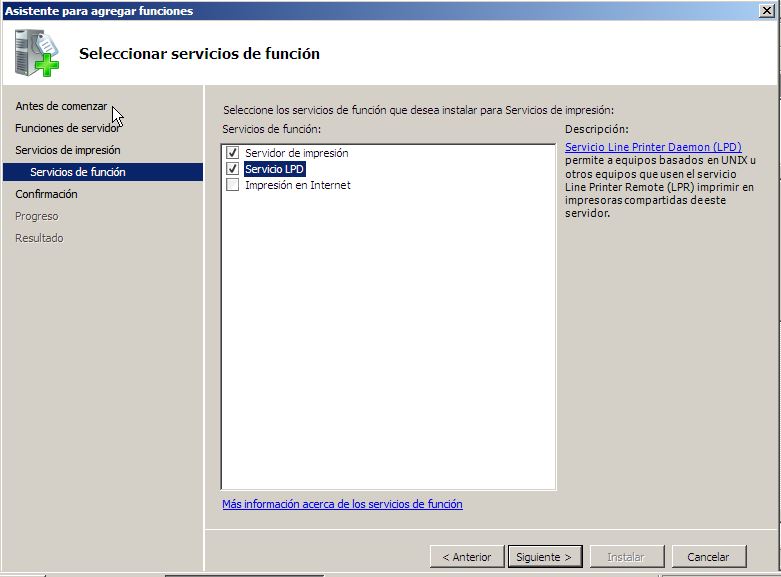 Asistente para agregar funciones
Seleccionar servicios de función
Antes de comenzar
Funciones de servidor
Servicios de impresión
Servicios de función
Confirmación
Progreso
Resultado
Seleccione los servicios de función que desea instalar para Servicios de impresión:
Servicios de función:
Servidor de impresión
Servicio LPD
Impresión en Internet
Más información acerca de los servicios de función
Descripción:
Servicio Line Printer Daemon (LPD)
permite a equipos basados en UNIX u
otros equipos que usen el servicio
Line Printer Remote (LPR) imprimir en
impresoras compartidas de este
servidor.
< Anterior
Siguiente >
Instalar
Cancelar